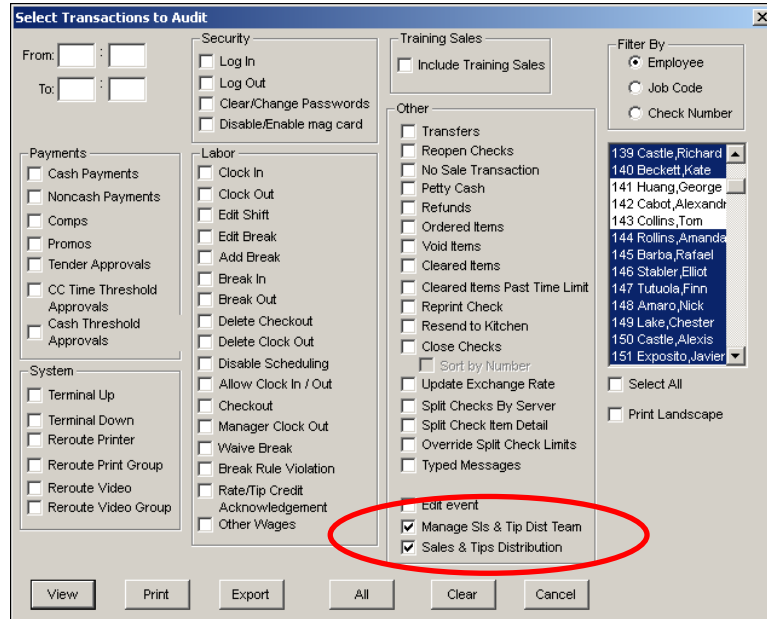 Select Transactions to Audit
From: :
To: :
Security
Log In
Log Out
Clear/Change Passwords
Disable/Enable mag card
Training Sales
Include Training Sales
Filter By
Employee
Job Code
Check Number
Payments
Cash Payments
Noncash Payments
Comps
Promos
Tender Approvals
CC Time Threshold
Approvals
Cash Threshold
Approvals
System
Terminal Up
Terminal Down
Reroute Printer
Reroute Print Group
Reroute Video
Reroute Video Group
Labor
Clock In
Clock Out
Edit Shift
Edit Break
Add Break
Break In
Break Out
Delete Checkout
Delete Clock Out
Disable Scheduling
Allow Clock In / Out
Checkout
Manager Clock Out
Waive Break
Break Rule Violation
Rate/Tip Credit
Acknowledgement
Other Wages
Other
Transfers
Reopen Checks
No Sale Transaction
Petty Cash
Refunds
Ordered Items
Void Items
Cleared Items
Cleared Items Past Time Limit
Reprint Check
Resend to Kitchen
Close Checks
Sort by Number
Update Exchange Rate
Split Checks By Server
Split Check Item Detail
Override Split Check Limits
Typed Messages
Edit event
Manage Sls & Tip Dist Team
Sales & Tips Distribution
139 Castle,Richard
140 Beckett,Kate
141 Huang,George
142 Cabot,Alexandr
143 Collins,Tom
144 Rollins,Amanda
145 Barba,Rafael
146 Stabler,Elliot
147 Tutuola,Finn
148 Amaro,Nick
149 Lake,Chester
150 Castle,Alexis
151 Exposito,Javier
Select All
Print Landscape
View
Print
Export
All
Clear
Cancel